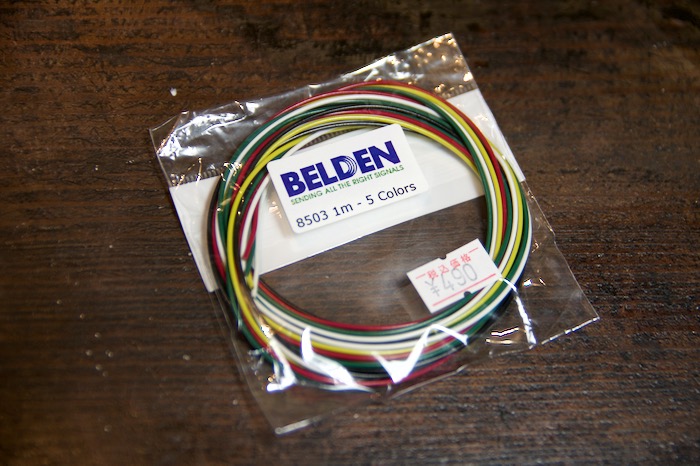 BELDEN
SENDING ALL THE RIGHT SIGNALS
8503 1m - 5 Colors
税込価格
¥490